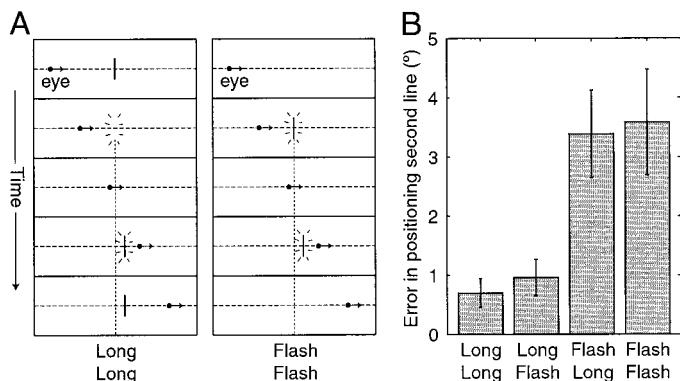 A
eye
eye
Time
Long
Long
Flash
Flash
B
Error in positioning second line (°)
5
4
3
2
1
0
Long Long Flash Flash
Long Flash Long Flash